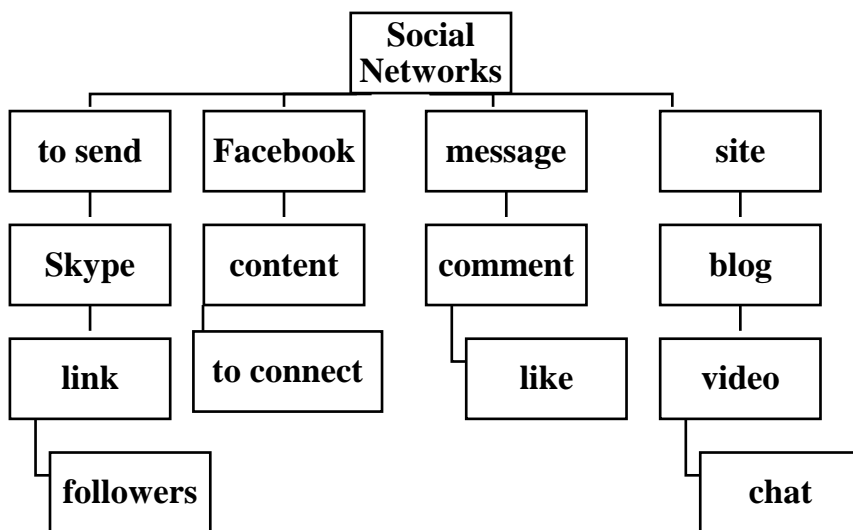 Social
Networks
to send
Facebook
message
site
Skype
content
comment
blog
link
to connect
like
video
followers
chat